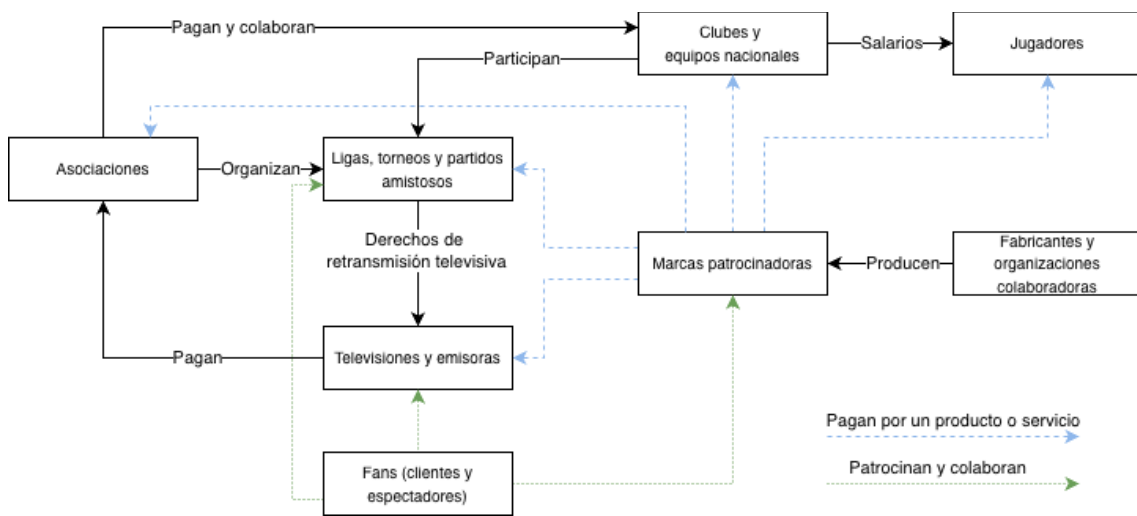 Pagan y colaboran
Clubes y
equipos nacionales
Salarios
Jugadores
Participan
Asociaciones
Organizan
Ligas, torneos y partidos
amistosos
Derechos de
retransmisión televisiva
Marcas patrocinadoras
Producen
Fabricantes y
organizaciones
colaboradoras
Pagan
Televisiones y emisoras
Fans (clientes y
espectadores)
Pagan por un producto o servicio
Patrocinan y colaboran